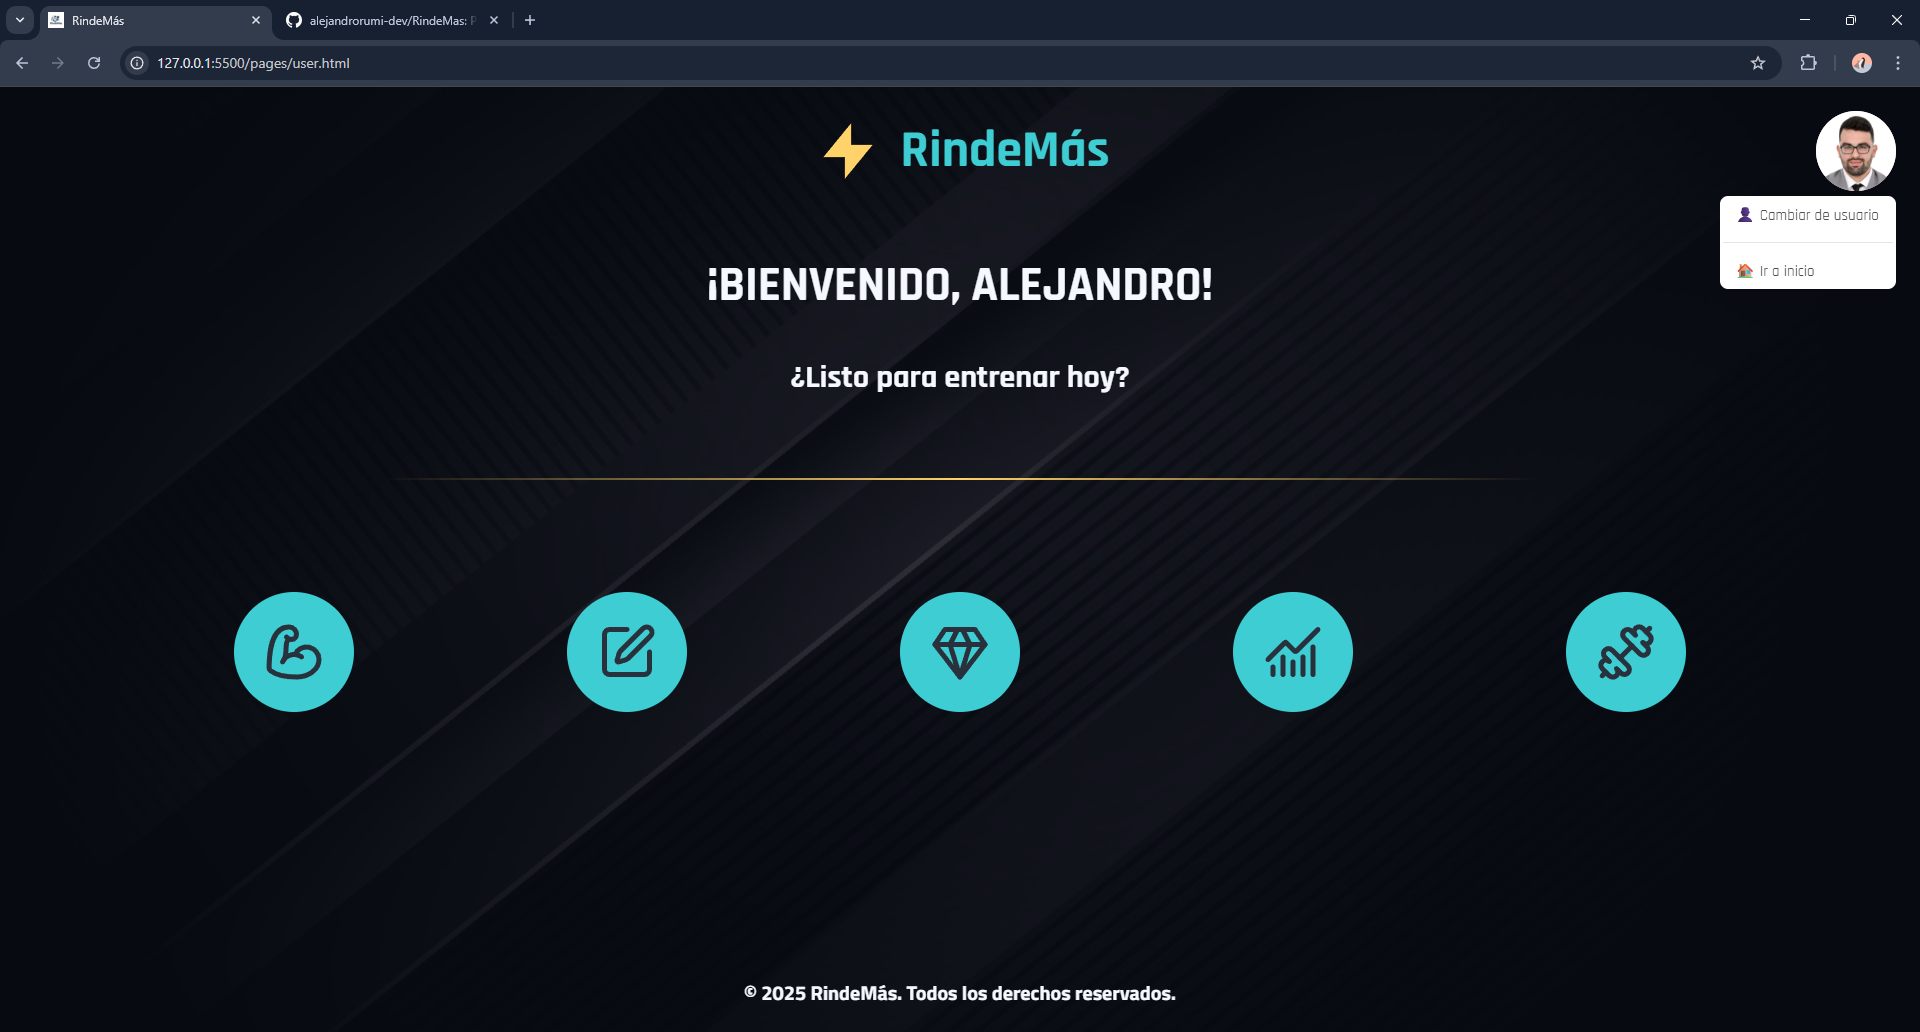 RindeMás
alejandrorumi-dev/RindeMas: P
127.0.0.1:5500/pages/user.html
RindeMás
Cambiar de usuario
Ir a inicio
¡BIENVENIDO, ALEJANDRO!
¿Listo para entrenar hoy?
© 2025 RindeMás. Todos los derechos reservados.